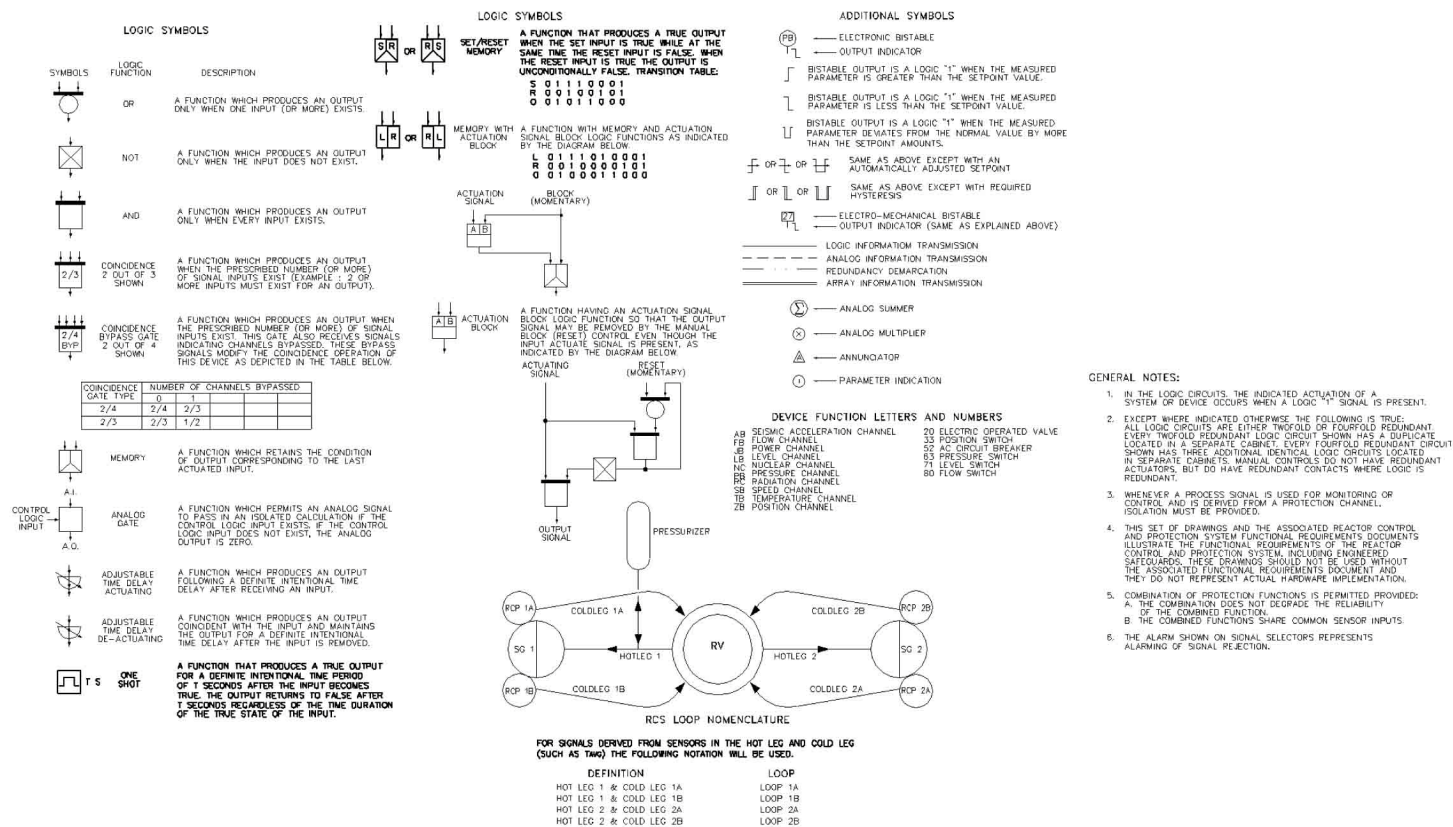 LOGIC SYMBOLS
SYMBOLS
LOGIC
FUNCTION
DESCRIPTION
OR
A FUNCTION WHICH PRODUCES AN OUTPUT
ONLY WHEN ONE INPUT (OR MORE) EXISTS.
NOT
A FUNCTION WHICH PRODUCES AN OUTPUT
ONLY WHEN THE INPUT DOES NOT EXIST.
AND
A FUNCTION WHICH PRODUCES AN OUTPUT
ONLY WHEN EVERY INPUT EXISTS.
2/3
COINCIDENCE
2 OUT OF 3
SHOWN
A FUNCTION WHICH PRODUCES AN OUTPUT
WHEN THE PRESCRIBED NUMBER (OR MORE)
OF SIGNAL INPUTS EXIST (EXAMPLE : 2 OR
MORE INPUTS MUST EXIST FOR AN OUTPUT).
2/4
BYP
COINCIDENCE
BYPASS GATE
2 OUT OF 4
SHOWN
A FUNCTION WHICH PRODUCES AN OUTPUT WHEN
THE PRESCRIBED NUMBER (OR MORE) OF SIGNAL
INPUTS EXIST. THIS GATE ALSO RECEIVES SIGNALS
INDICATING CHANNELS BYPASSED. THESE BYPASS
SIGNALS MODIFY THE COINCIDENCE OPERATION OF
THIS DEVICE AS DEPICTED IN THE TABLE BELOW.
COINCIDENCE
GATE TYPE
NUMBER OF CHANNELS BYPASSED
0 1
2/4 2/4 2/3
2/3 2/3 1/2
MEMORY
A FUNCTION WHICH RETAINS THE CONDITION
OF OUTPUT CORRESPONDING TO THE LAST
ACTUATED INPUT.
A.I.
CONTROL
LOGIC
INPUT
A.O.
ANALOG
GATE
A FUNCTION WHICH PERMITS AN ANALOG SIGNAL
TO PASS IN AN ISOLATED CALCULATION IF THE
CONTROL LOGIC INPUT EXISTS. IF THE CONTROL
LOGIC INPUT DOES NOT EXIST, THE ANALOG
OUTPUT IS ZERO.
ADJUSTABLE
TIME DELAY
ACTUATING
A FUNCTION WHICH PRODUCES AN OUTPUT
FOLLOWING A DEFINITE INTENTIONAL TIME
DELAY AFTER RECEIVING AN INPUT.
ADJUSTABLE
TIME DELAY
DE-ACTUATING
A FUNCTION WHICH PRODUCES AN OUTPUT
COINCIDENT WITH THE INPUT AND MAINTAINS
THE OUTPUT FOR A DEFINITE INTENTIONAL
TIME DELAY AFTER THE INPUT IS REMOVED.
T S
ONE
SHOT
A FUNCTION THAT PRODUCES A TRUE OUTPUT
FOR A DEFINITE INTENTIONAL TIME PERIOD
OF T SECONDS AFTER THE INPUT BECOMES
TRUE. THE OUTPUT RETURNS TO FALSE AFTER
T SECONDS REGARDLESS OF THE TIME DURATION
OF THE TRUE STATE OF THE INPUT.
LOGIC SYMBOLS
S R OR R S
SET/RESET
MEMORY
A FUNCTION THAT PRODUCES A TRUE OUTPUT
WHEN THE SET INPUT IS TRUE WHILE AT THE
SAME TIME THE RESET INPUT IS FALSE. WHEN
THE RESET INPUT IS TRUE THE OUTPUT IS
UNCONDITIONALLY FALSE. TRANSITION TABLE:
S 0 1 1 1 0 0 0 1
R 0 0 1 0 0 1 0 1
O 0 1 0 1 1 0 0 0
L R OR R L
MEMORY WITH
ACTUATION
BLOCK
A FUNCTION WITH MEMORY AND ACTUATION
SIGNAL BLOCK LOGIC FUNCTIONS AS INDICATED
BY THE DIAGRAM BELOW.
L 0 1 1 1 0 1 0 0 0 1
R 0 0 1 0 0 0 0 1 0 1
O 0 1 0 0 0 1 1 0 0 0
ACTUATION
SIGNAL
BLOCK
(MOMENTARY)
A B
A B
ACTUATION
BLOCK
A FUNCTION HAVING AN ACTUATION SIGNAL
BLOCK LOGIC FUNCTION SO THAT THE OUTPUT
SIGNAL MAY BE REMOVED BY THE MANUAL
BLOCK (RESET) CONTROL EVEN THOUGH THE
INPUT ACTUATE SIGNAL IS PRESENT, AS
INDICATED BY THE DIAGRAM BELOW.
ACTUATING
SIGNAL
RESET
(MOMENTARY)
OUTPUT
SIGNAL
PRESSURIZER
RCP 1A
COLDLEG 1A
COLDLEG 2B
RCP 2B
SG 1
HOTLEG 1
RV
HOTLEG 2
SG 2
RCP 1B
COLDLEG 1B
COLDLEG 2A
RCP 2A
RCS LOOP NOMENCLATURE
FOR SIGNALS DERIVED FROM SENSORS IN THE HOT LEG AND COLD LEG
(SUCH AS TAVG) THE FOLLOWING NOTATION WILL BE USED.
DEFINITION LOOP
HOT LEG 1 & COLD LEG 1A LOOP 1A
HOT LEG 1 & COLD LEG 1B LOOP 1B
HOT LEG 2 & COLD LEG 2A LOOP 2A
HOT LEG 2 & COLD LEG 2B LOOP 2B
ADDITIONAL SYMBOLS
PB
ELECTRONIC BISTABLE
OUTPUT INDICATOR
BISTABLE OUTPUT IS A LOGIC "1" WHEN THE MEASURED
PARAMETER IS GREATER THAN THE SETPOINT VALUE.
BISTABLE OUTPUT IS A LOGIC "1" WHEN THE MEASURED
PARAMETER IS LESS THAN THE SETPOINT VALUE.
BISTABLE OUTPUT IS A LOGIC "1" WHEN THE MEASURED
PARAMETER DEVIATES FROM THE NORMAL VALUE BY MORE
THAN THE SETPOINT AMOUNTS.
OR OR
SAME AS ABOVE EXCEPT WITH AN
AUTOMATICALLY ADJUSTED SETPOINT
OR OR
SAME AS ABOVE EXCEPT WITH REQUIRED
HYSTERESIS
27
ELECTRO-MECHANICAL BISTABLE
OUTPUT INDICATOR (SAME AS EXPLAINED ABOVE)
LOGIC INFORMATIOM TRANSMISSION
ANALOG INFORMATION TRANSMISSION
REDUNDANCY DEMARCATION
ARRAY INFORMATION TRANSMISSION
Σ
ANALOG SUMMER
ANALOG MULTIPLIER
A
ANNUNCIATOR
I
PARAMETER INDICATION
DEVICE FUNCTION LETTERS AND NUMBERS
AB SEISMIC ACCELERATION CHANNEL
FB FLOW CHANNEL
JB POWER CHANNEL
LB LEVEL CHANNEL
NC NUCLEAR CHANNEL
PB PRESSURE CHANNEL
RC RADIATION CHANNEL
SB SPEED CHANNEL
TB TEMPERATURE CHANNEL
ZB POSITION CHANNEL
20 ELECTRIC OPERATED VALVE
33 POSITION SWITCH
52 AC CIRCUIT BREAKER
63 PRESSURE SWITCH
71 LEVEL SWITCH
80 FLOW SWITCH
GENERAL NOTES:
1. IN THE LOGIC CIRCUITS, THE INDICATED ACTUATION OF A
SYSTEM OR DEVICE OCCURS WHEN A LOGIC "1" SIGNAL IS PRESENT.
2. EXCEPT WHERE INDICATED OTHERWISE THE FOLLOWING IS TRUE:
ALL LOGIC CIRCUITS ARE EITHER TWOFOLD OR FOURFOLD REDUNDANT.
EVERY TWOFOLD REDUNDANT LOGIC CIRCUIT SHOWN HAS A DUPLICATE
LOCATED IN A SEPARATE CABINET. EVERY FOURFOLD REDUNDANT CIRCUIT
SHOWN HAS THREE ADDITIONAL IDENTICAL LOGIC CIRCUITS LOCATED
IN SEPARATE CABINETS. MANUAL CONTROLS DO NOT HAVE REDUNDANT
ACTUATORS, BUT DO HAVE REDUNDANT CONTACTS WHERE LOGIC IS
REDUNDANT.
3. WHENEVER A PROCESS SIGNAL IS USED FOR MONITORING OR
CONTROL AND IS DERIVED FROM A PROTECTION CHANNEL,
ISOLATION MUST BE PROVIDED.
4. THIS SET OF DRAWINGS AND THE ASSOCIATED REACTOR CONTROL
AND PROTECTION SYSTEM FUNCTIONAL REQUIREMENTS DOCUMENTS
ILLUSTRATE THE FUNCTIONAL REQUIREMENTS OF THE REACTOR
CONTROL AND PROTECTION SYSTEM, INCLUDING ENGINEERED
SAFEGUARDS. THESE DRAWINGS SHOULD NOT BE USED WITHOUT
THE ASSOCIATED FUNCTIONAL REQUIREMENTS DOCUMENT AND
THEY DO NOT REPRESENT ACTUAL HARDWARE IMPLEMENTATION.
5. COMBINATION OF PROTECTION FUNCTIONS IS PERMITTED PROVIDED:
A. THE COMBINATION DOES NOT DEGRADE THE RELIABILITY
OF THE COMBINED FUNCTION.
B. THE COMBINED FUNCTIONS SHARE COMMON SENSOR INPUTS
6. THE ALARM SHOWN ON SIGNAL SELECTORS REPRESENTS
ALARMING OF SIGNAL REJECTION.